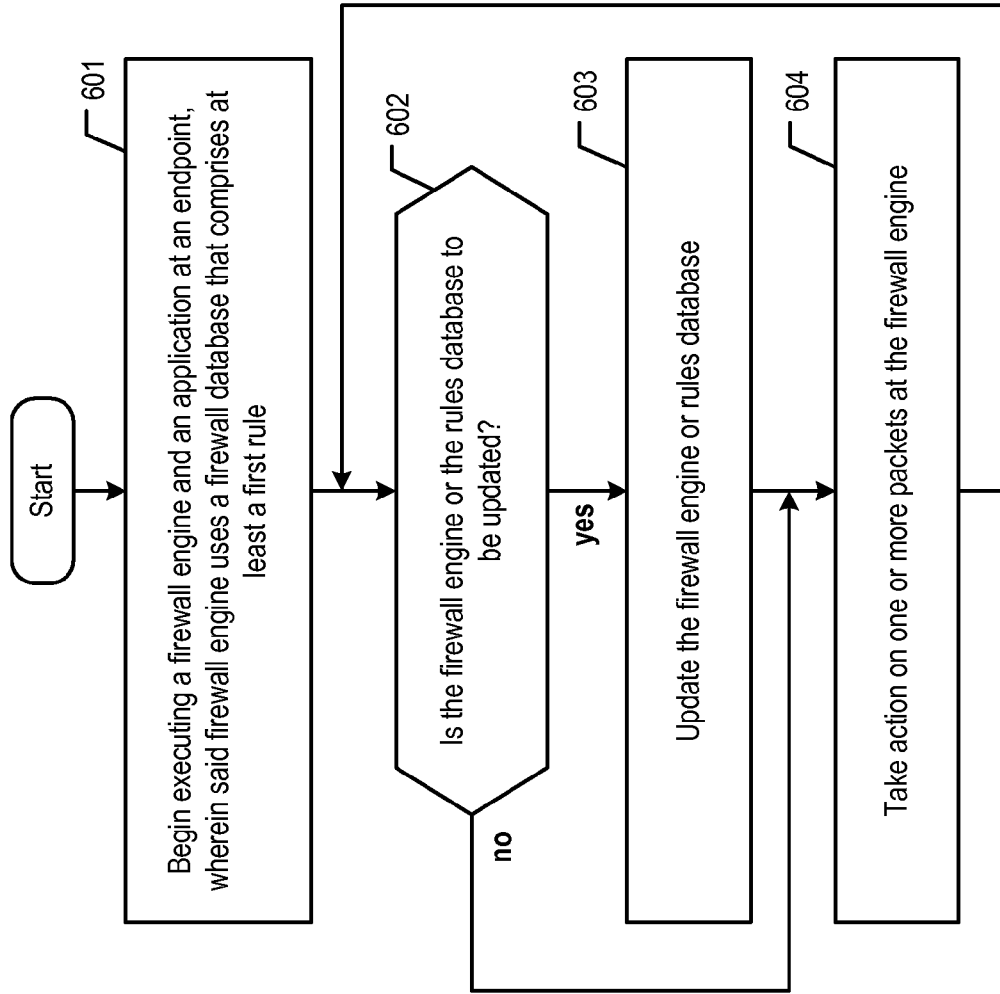 Start
601
Begin executing a firewall engine and an application at an endpoint,
wherein said firewall engine uses a firewall database that comprises at
least a first rule
602
Is the firewall engine or the rules database to
be updated?
no
yes
603
Update the firewall engine or rules database
604
Take action on one or more packets at the firewall engine